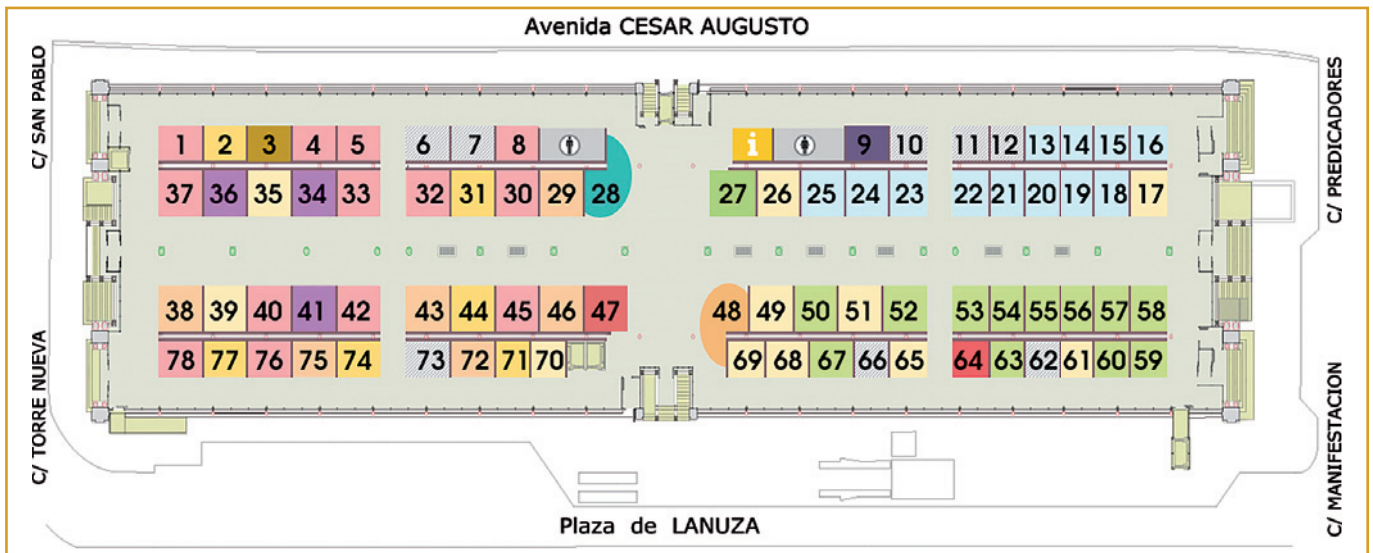 Avenida CESAR AUGUSTO
C/ SAN PABLO
C/ PREDICADORES
1 2 3 4 5 6 7 8 i 9 10 11 12 13 14 15 16
37 36 35 34 33 32 31 30 29 28 27 26 25 24 23 22 21 20 19 18 17
38 39 40 41 42 43 44 45 46 47 48 49 50 51 52 53 54 55 56 57 58
78 77 76 75 74 73 72 71 70 69 68 67 66 65 64 63 62 61 60 59
C/ TORRE NUEVA
C/ MANIFESTACION
Plaza de LANUZA